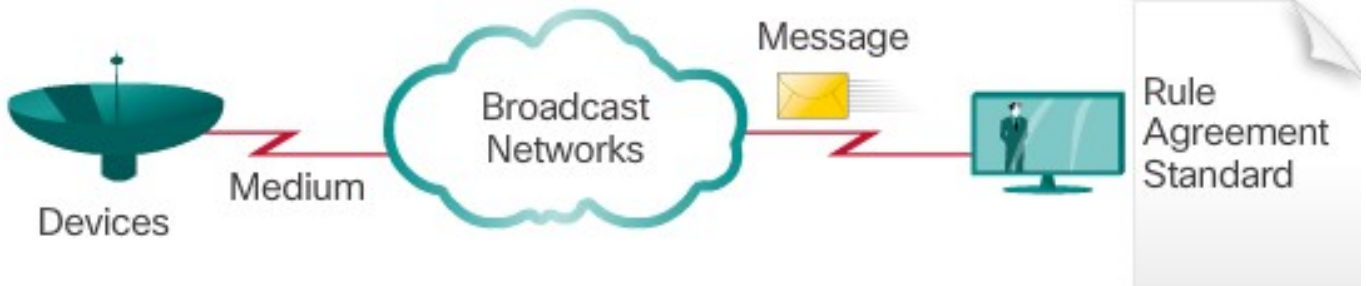 Devices
Medium
Broadcast
Networks
Message
Rule
Agreement
Standard